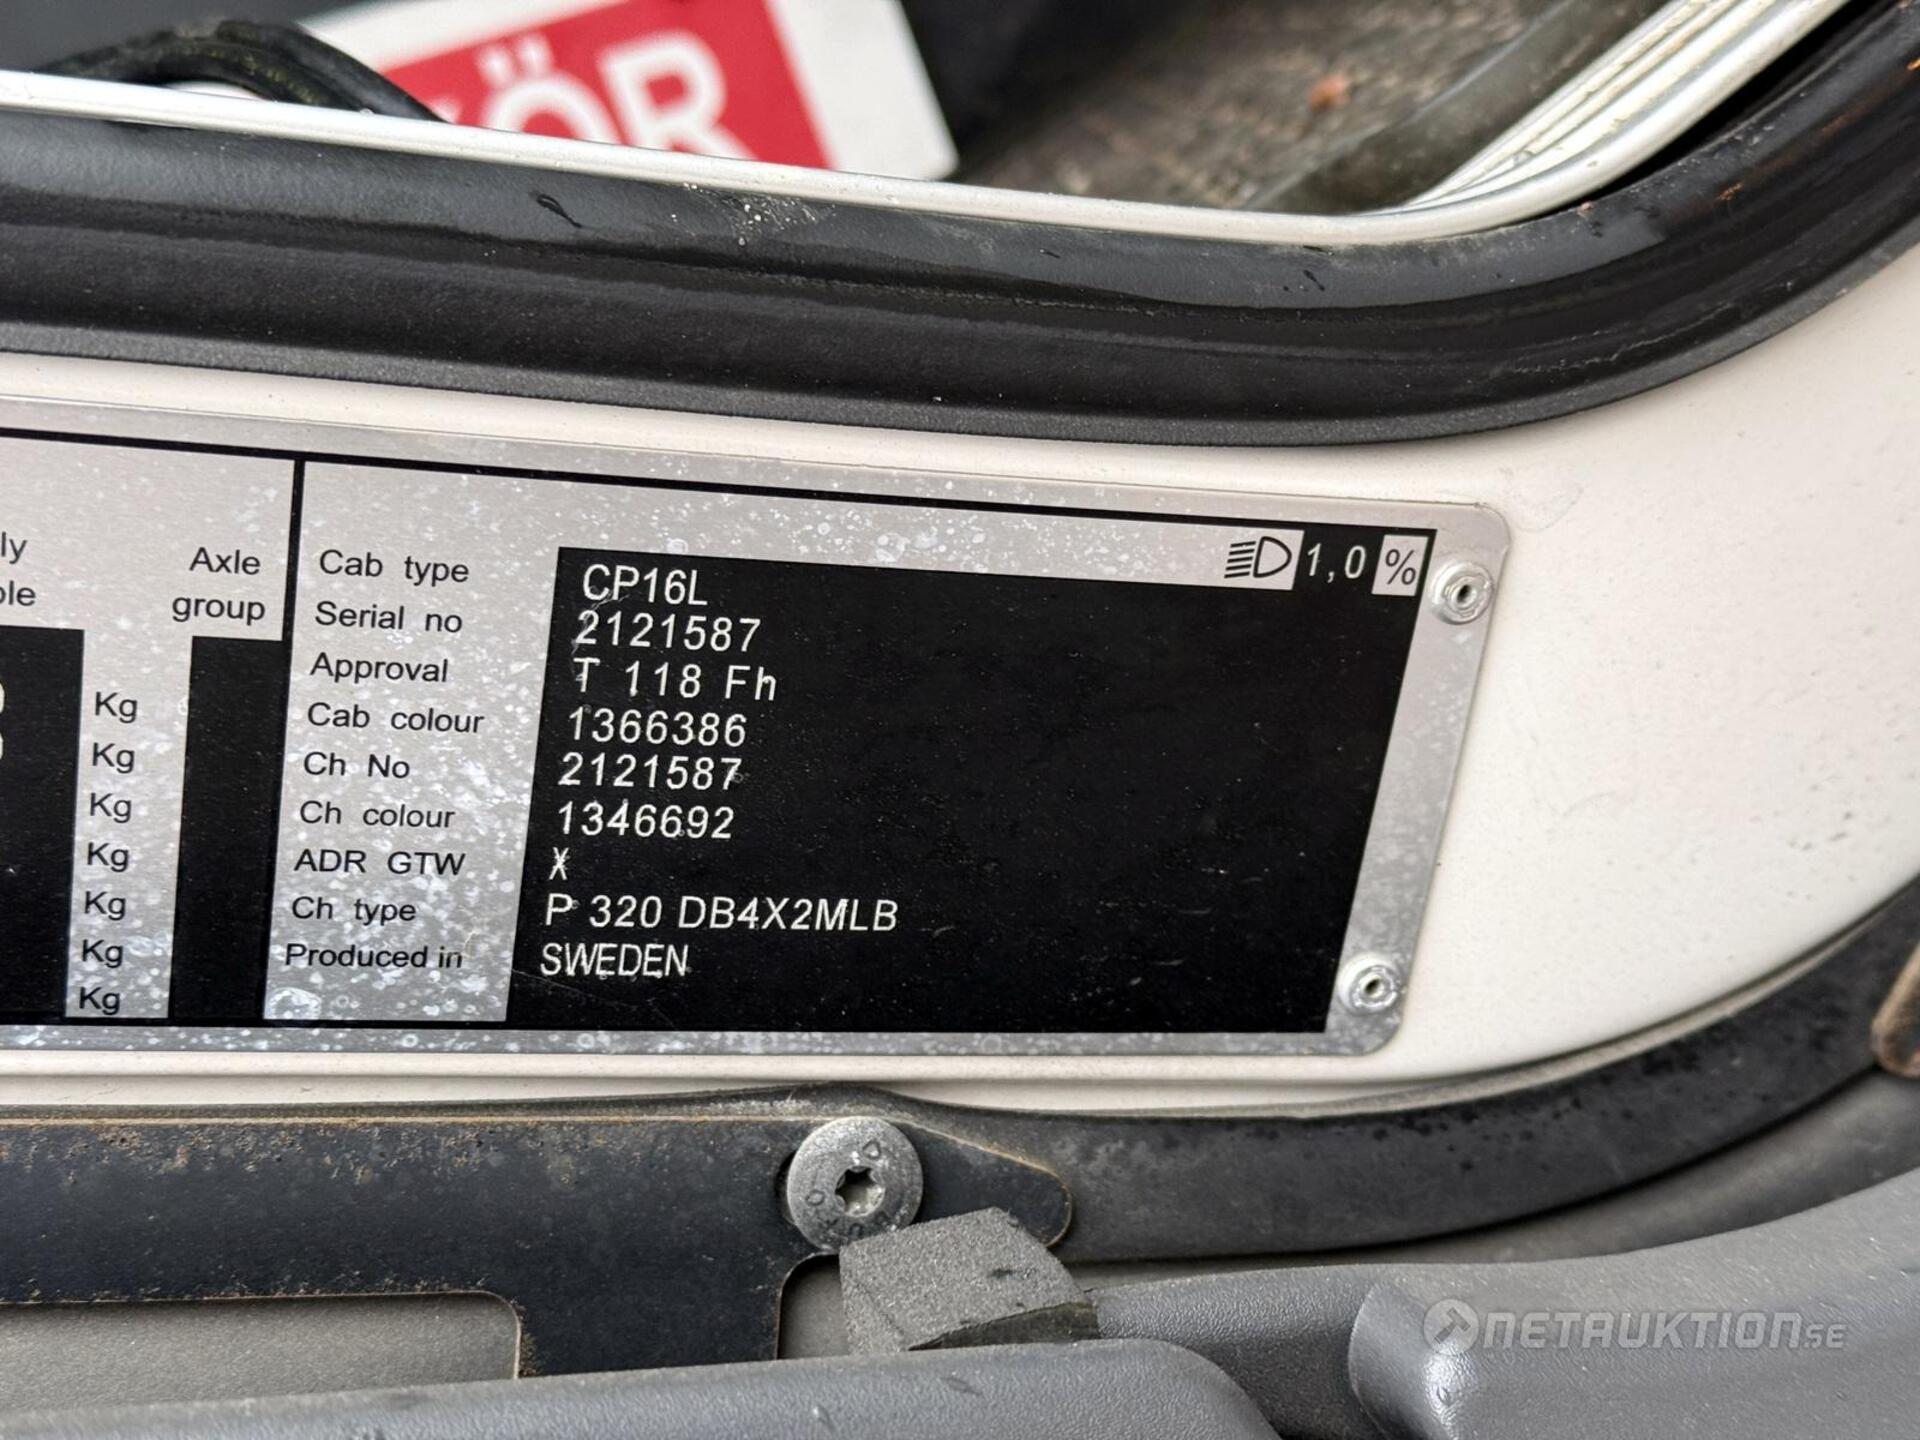 ÖR
Axle
group
Kg
Kg
Kg
Kg
Kg
Kg
Kg
1,0 %
Cab type CP16L
Serial no 2121587
Approval T 118 Fh
Cab colour 1366386
Ch No 2121587
Ch colour 1346692
ADR GTW X
Ch type P 320 DB4X2MLB
Produced in SWEDEN
NETAUKTION.SE